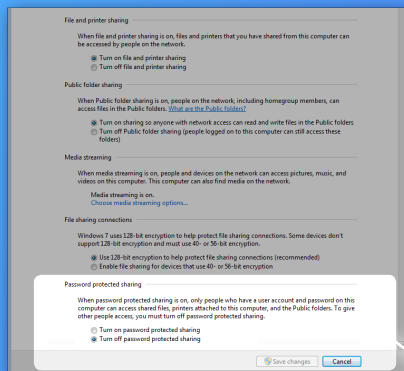 File and printer sharing
When file and printer sharing is on, files and printers that you have shared from this computer can
be accessed by people on the network.
Turn on file and printer sharing
Turn off file and printer sharing
Public folder sharing
When Public folder sharing is on, people on the network, including homegroup members, can
access files in the Public folders. What are the Public folders?
Turn on sharing so anyone with network access can read and write files in the Public folders
Turn off Public folder sharing (people logged on to this computer can still access these
folders)
Media streaming
When media streaming is on, people and devices on the network can access pictures, music, and
videos on this computer. This computer can also find media on the network.
Media streaming is on.
Choose media streaming options...
File sharing connections
Windows 7 uses 128-bit encryption to help protect file sharing connections. Some devices don't
support 128-bit encryption and must use 40- or 56-bit encryption.
Use 128-bit encryption to help protect file sharing connections (recommended)
Enable file sharing for devices that use 40- or 56-bit encryption
Password protected sharing
When password protected sharing is on, only people who have a user account and password on this
computer can access shared files, printers attached to this computer, and the Public folders. To give
other people access, you must turn off password protected sharing.
Turn on password protected sharing
Turn off password protected sharing
Save changes Cancel